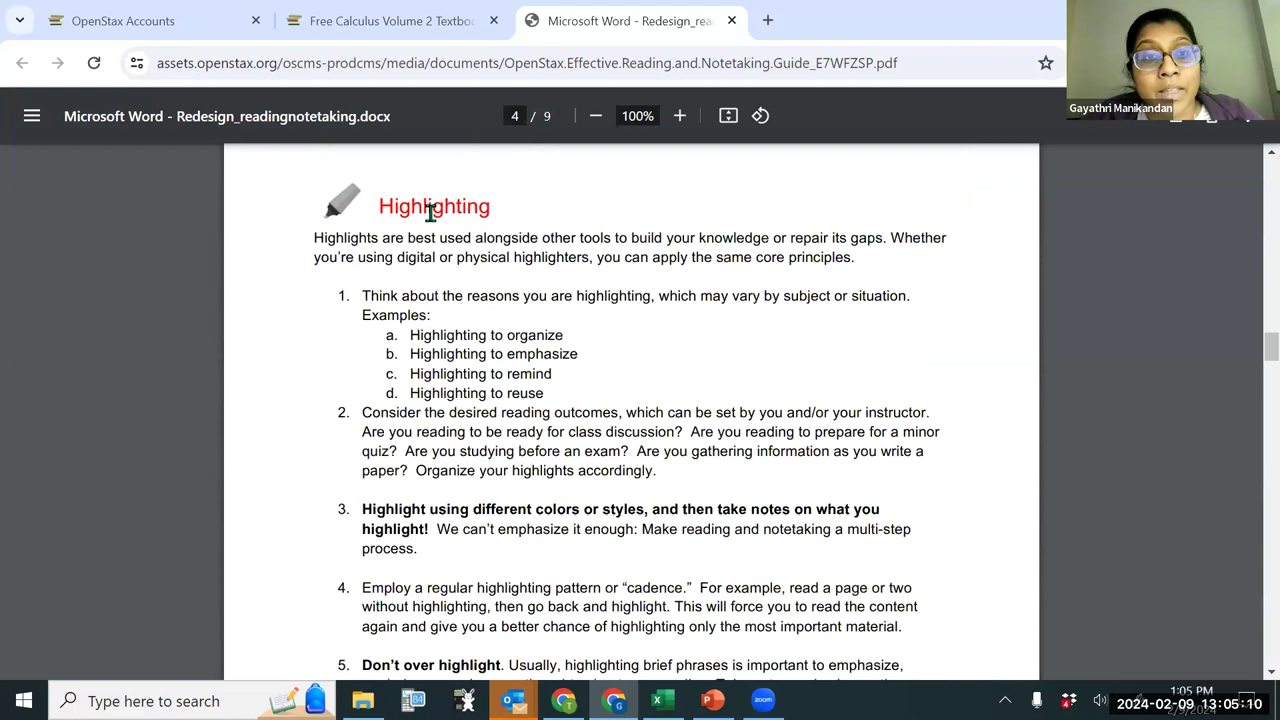 OpenStax Accounts
Free Calculus Volume 2 Textboo
Microsoft Word - Redesign_rea
assets.openstax.org/oscms-prodcms/media/documents/OpenStax.Effective.Reading.and.Notetaking.Guide_E7WFZSP.pdf
Gayathri Manikandan
Microsoft Word - Redesign_readingnotetaking.docx
4 / 9
100%
Highlighting
Highlights are best used alongside other tools to build your knowledge or repair its gaps. Whether
you're using digital or physical highlighters, you can apply the same core principles.
1. Think about the reasons you are highlighting, which may vary by subject or situation.
Examples:
a. Highlighting to organize
b. Highlighting to emphasize
c. Highlighting to remind
d. Highlighting to reuse
2. Consider the desired reading outcomes, which can be set by you and/or your instructor.
Are you reading to be ready for class discussion? Are you reading to prepare for a minor
quiz? Are you studying before an exam? Are you gathering information as you write a
paper? Organize your highlights accordingly.
3. Highlight using different colors or styles, and then take notes on what you
highlight! We can't emphasize it enough: Make reading and notetaking a multi-step
process.
4. Employ a regular highlighting pattern or “cadence.” For example, read a page or two
without highlighting, then go back and highlight. This will force you to read the content
again and give you a better chance of highlighting only the most important material.
5. Don't over highlight. Usually, highlighting brief phrases is important to emphasize,
Type here to search
1:05 PM
2024-02-09 13:05:10